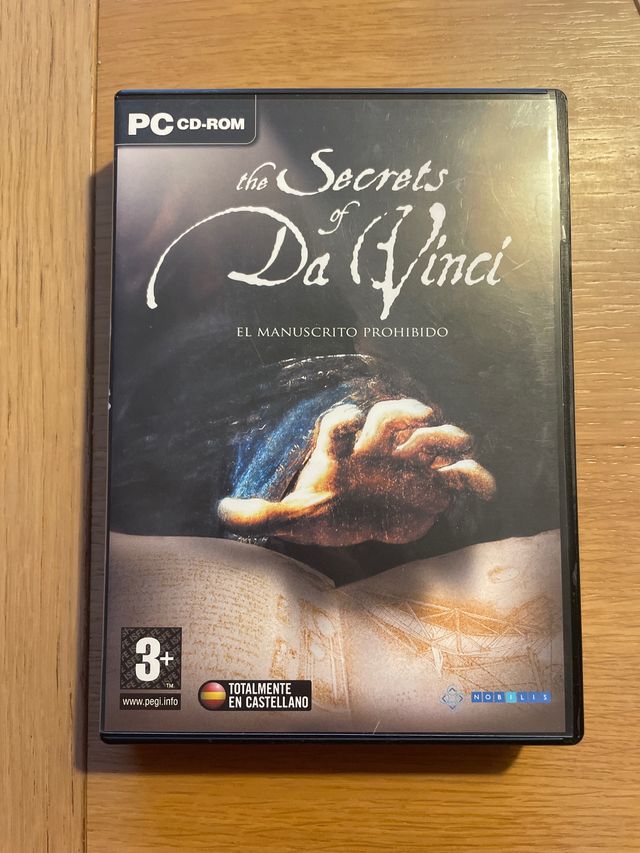 PC CD-ROM
the Secrets
of
Da Vinci
EL MANUSCRITO PROHIBIDO
3+
TM
www.pegi.info
TOTALMENTE
EN CASTELLANO
NOBILIS